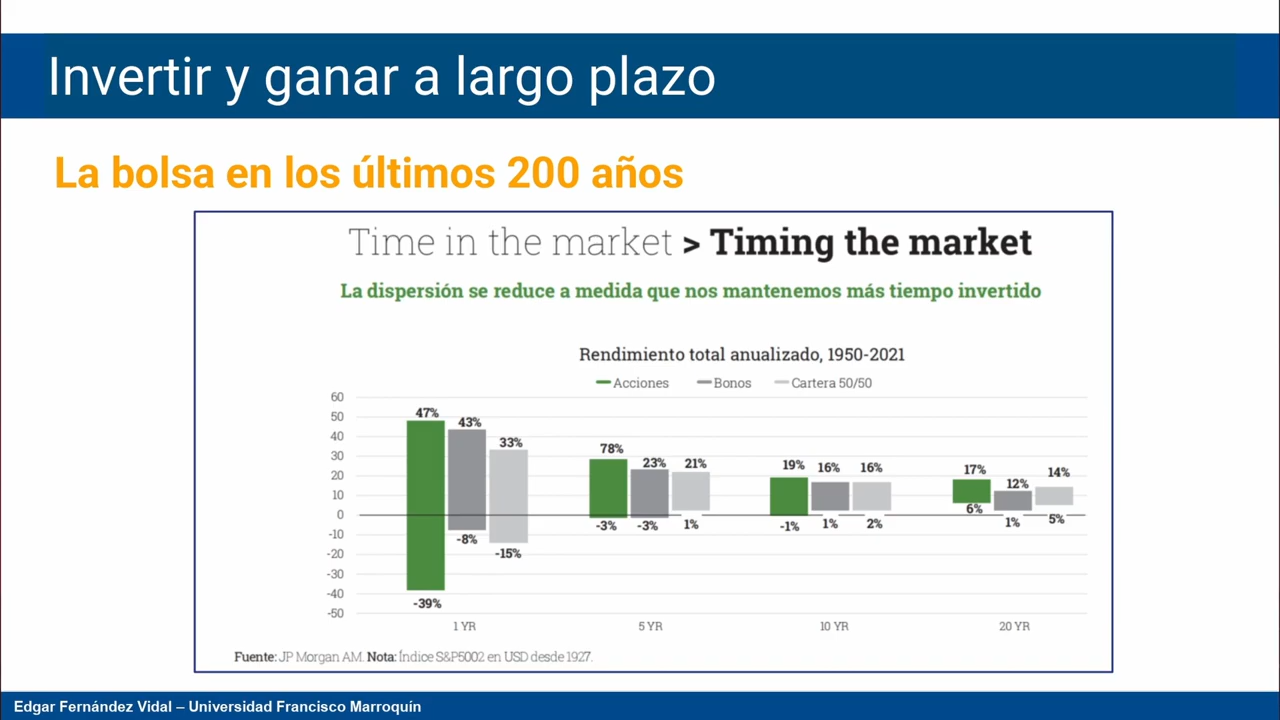 Invertir y ganar a largo plazo
La bolsa en los últimos 200 años
Time in the market > Timing the market
La dispersión se reduce a medida que nos mantenemos más tiempo invertido
Rendimiento total anualizado, 1950-2021
Acciones Bonos Cartera 50/50
60
50
40
30
20
10
0
-10
-20
-30
-40
-50
47% 43% 33%
-39% -8% -15%
78% 23% 21%
-3% -3% 1%
19% 16% 16%
-1% 1% 2%
17% 12% 14%
6% 1% 5%
1 YR 5 YR 10 YR 20 YR
Fuente: JP Morgan AM. Nota: Índice S&P5002 en USD desde 1927.
Edgar Fernández Vidal – Universidad Francisco Marroquín